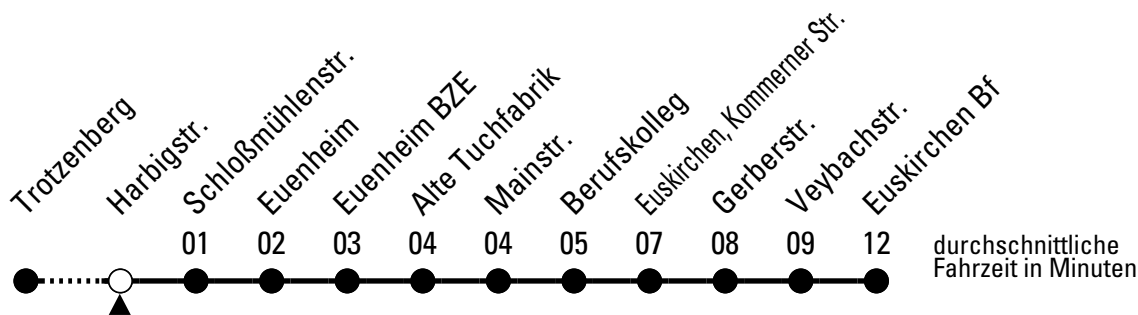 Trotzenberg
Harbigstr.
Schloßmühlenstr.
Euenheim
Euenheim BZE
Alte Tuchfabrik
Mainstr.
Berufskolleg
Euskirchen, Kommerner Str.
Gerberstr.
Veybachstr.
Euskirchen Bf
01 02 03 04 04 05 07 08 09 12
durchschnittliche
Fahrzeit in Minuten